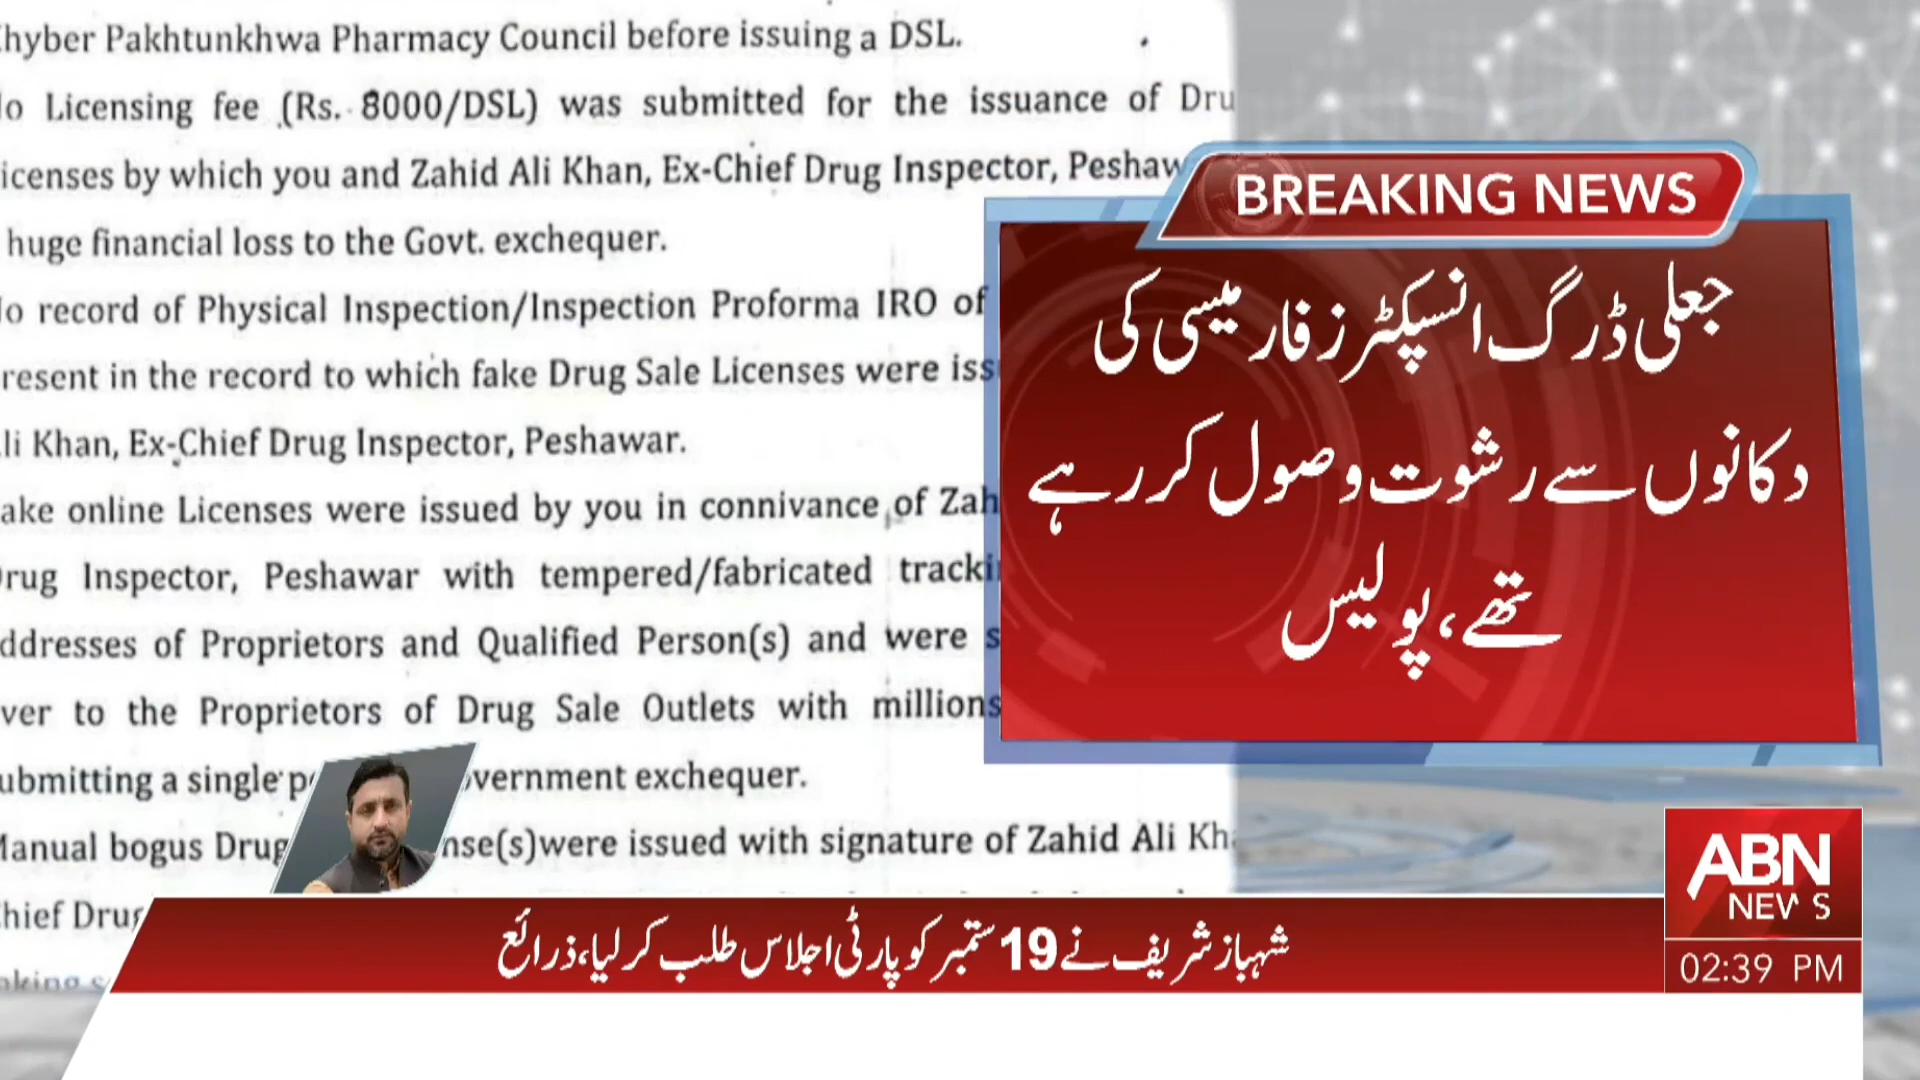 hyber Pakhtunkhwa Pharmacy Council before issuing a DSL.
o Licensing fee (Rs. 8000/DSL) was submitted for the issuance of Dru
icenses by which you and Zahid Ali Khan, Ex-Chief Drug Inspector, Peshaw
huge financial loss to the Govt. exchequer.
o record of Physical Inspection/Inspection Proforma IRO of
resent in the record to which fake Drug Sale Licenses were iss
li Khan, Ex-Chief Drug Inspector, Peshawar.
ake online Licenses were issued by you in connivance of Zah
rug Inspector, Peshawar with tempered/fabricated tracki
ddresses of Proprietors and Qualified Person(s) and were s
ver to the Proprietors of Drug Sale Outlets with millions
ubmitting a single p vernment exchequer.
anual bogus Drug nse(s)were issued with signature of Zahid Ali Kh
hief Drug
BREAKING NEWS
جعلی ڈرگ انسپکٹرز فارمیسی کی
دکانوں سے رشوت وصول کر رہے
تھے، پولیس
شہباز شریف نے 19 ستمبر کو پارٹی اجلاس طلب کر لیا، ذرائع
ABN
NEWS
02:39 PM